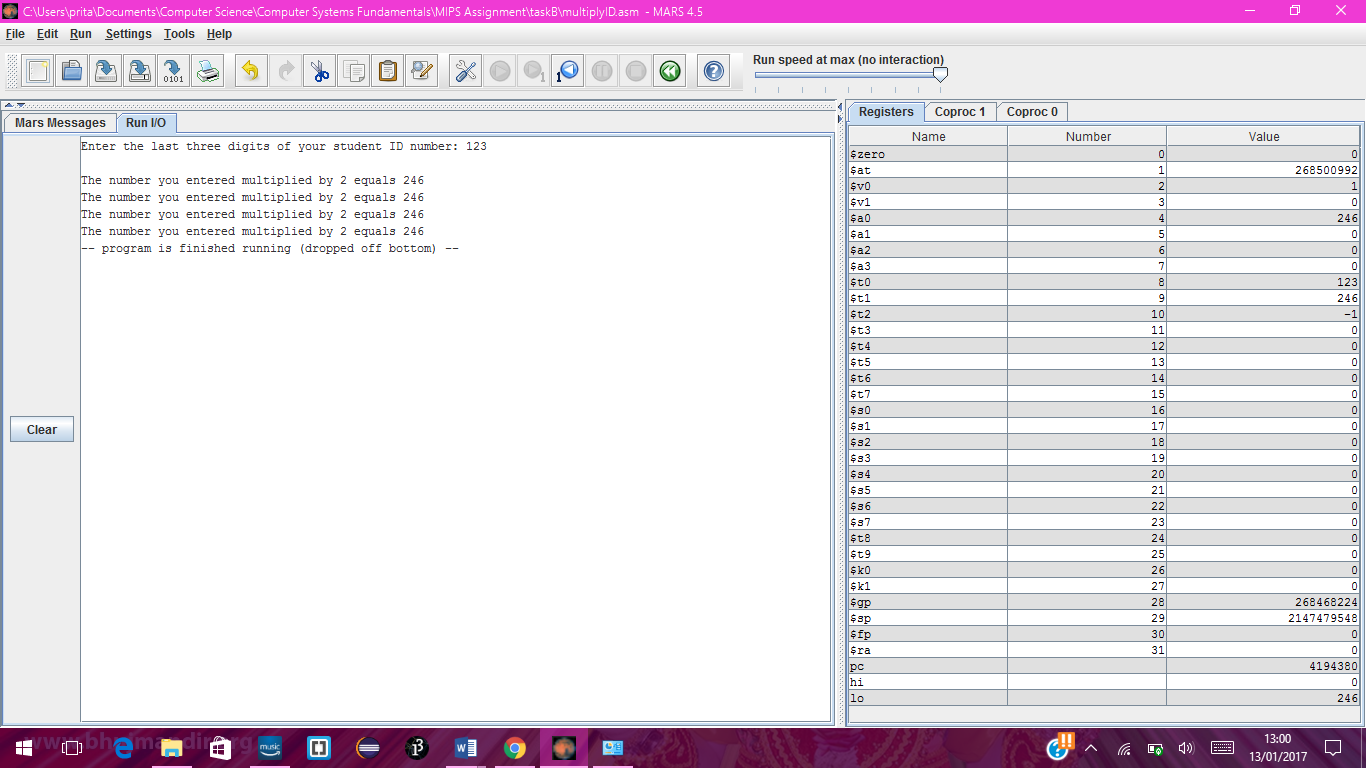 C:\Users\prita\Documents\Computer Science\Computer Systems Fundamentals\MIPS Assignment\taskB\multiplyID.asm - MARS 4.5
File Edit Run Settings Tools Help
Run speed at max (no interaction)
Mars Messages Run I/O
Enter the last three digits of your student ID number: 123
The number you entered multiplied by 2 equals 246
The number you entered multiplied by 2 equals 246
The number you entered multiplied by 2 equals 246
The number you entered multiplied by 2 equals 246
-- program is finished running (dropped off bottom) --
Clear
Registers Coproc 1 Coproc 0
Name Number Value
$zero 0 0
$at 1 268500992
$v0 2 1
$v1 3 0
$a0 4 246
$a1 5 0
$a2 6 0
$a3 7 0
$t0 8 123
$t1 9 246
$t2 10 -1
$t3 11 0
$t4 12 0
$t5 13 0
$t6 14 0
$t7 15 0
$s0 16 0
$s1 17 0
$s2 18 0
$s3 19 0
$s4 20 0
$s5 21 0
$s6 22 0
$s7 23 0
$t8 24 0
$t9 25 0
$k0 26 0
$k1 27 0
$gp 28 268468224
$sp 29 2147479548
$fp 30 0
$ra 31 0
pc 4194380
hi 0
lo 246
music
13:00
13/01/2017